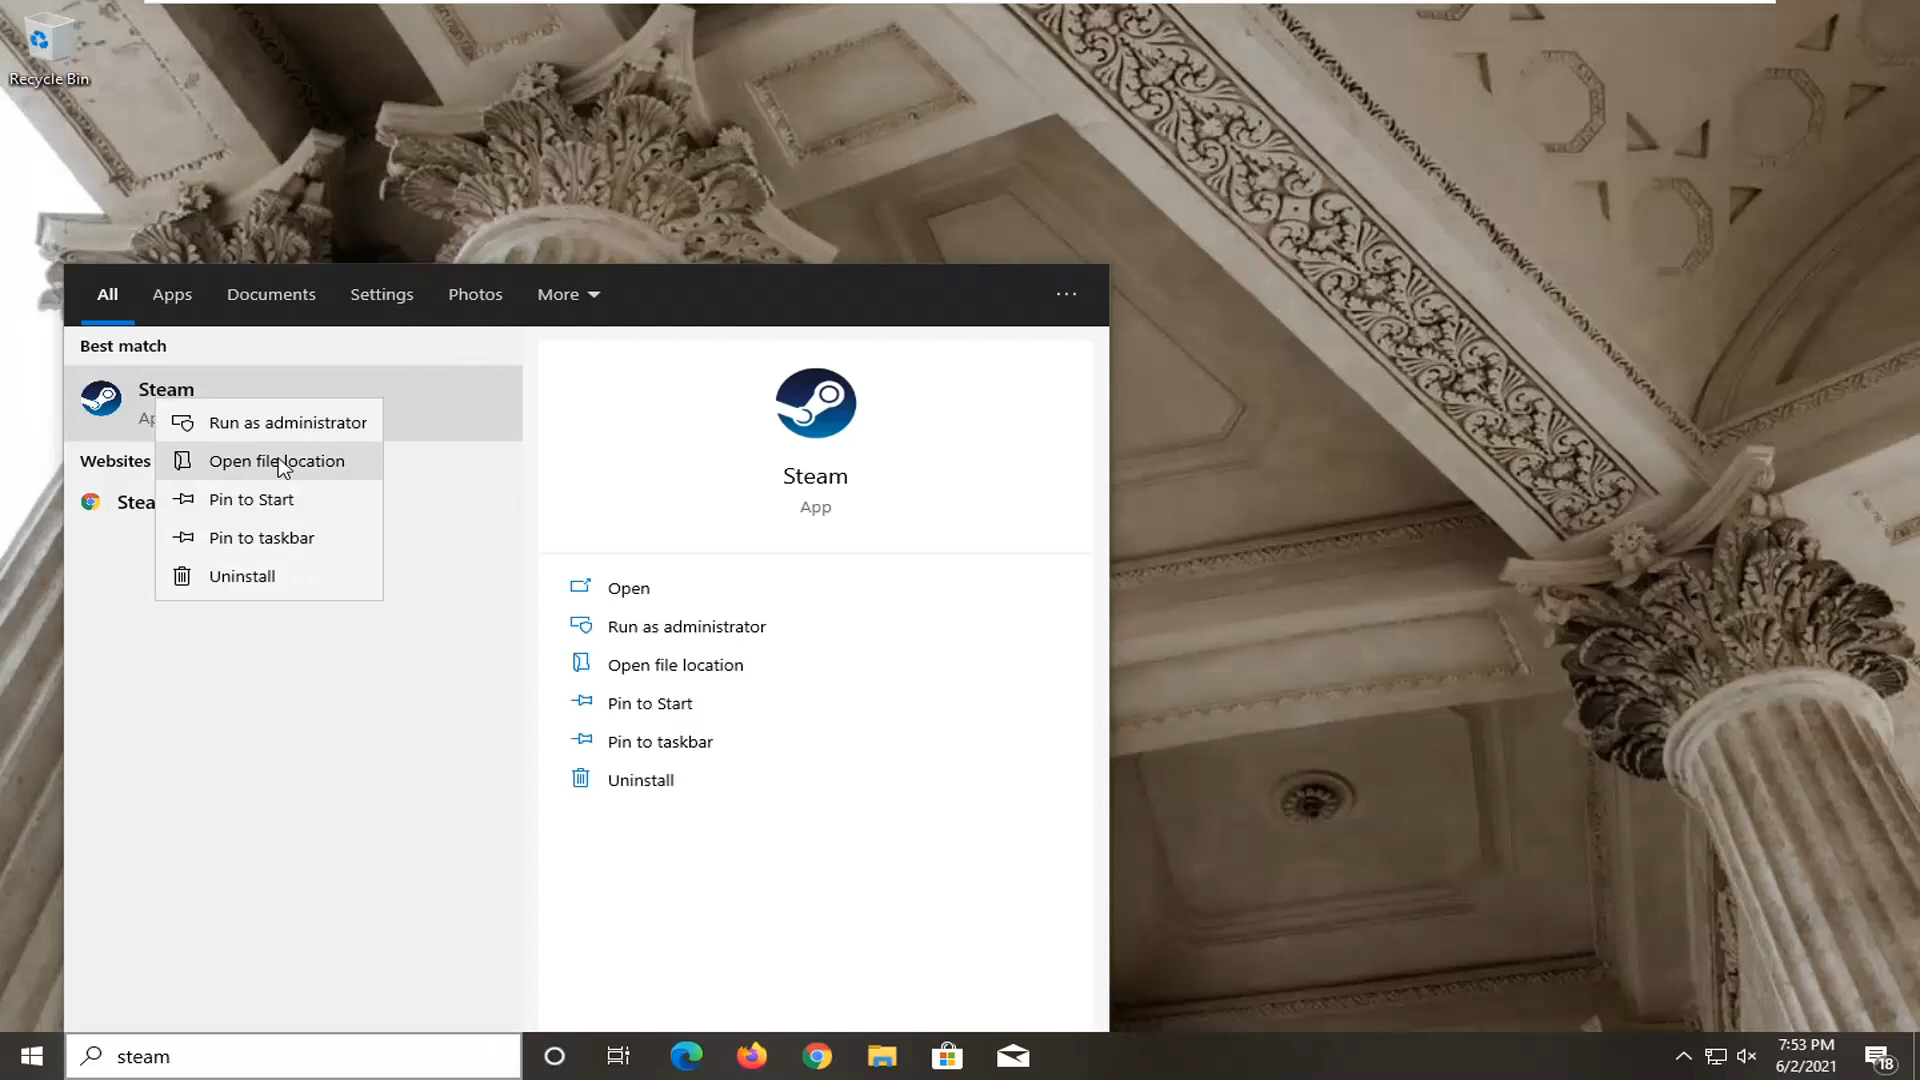 Recycle Bin
All Apps Documents Settings Photos More ...
Best match
Steam
Ap
Run as administrator
Open file location
Websites
Stea
Pin to Start
Pin to taskbar
Uninstall
Steam
App
Open
Run as administrator
Open file location
Pin to Start
Pin to taskbar
Uninstall
steam
7:53 PM
6/2/2021
18